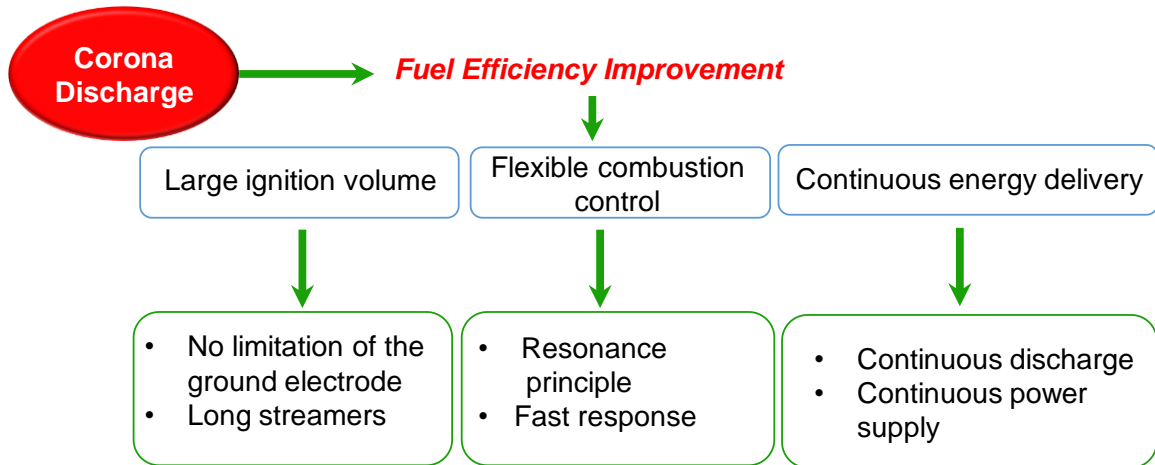 Corona
Discharge
Fuel Efficiency Improvement
Large ignition volume
Flexible combustion
control
Continuous energy delivery
• No limitation of the
ground electrode
• Long streamers
• Resonance
principle
• Fast response
• Continuous discharge
• Continuous power
supply